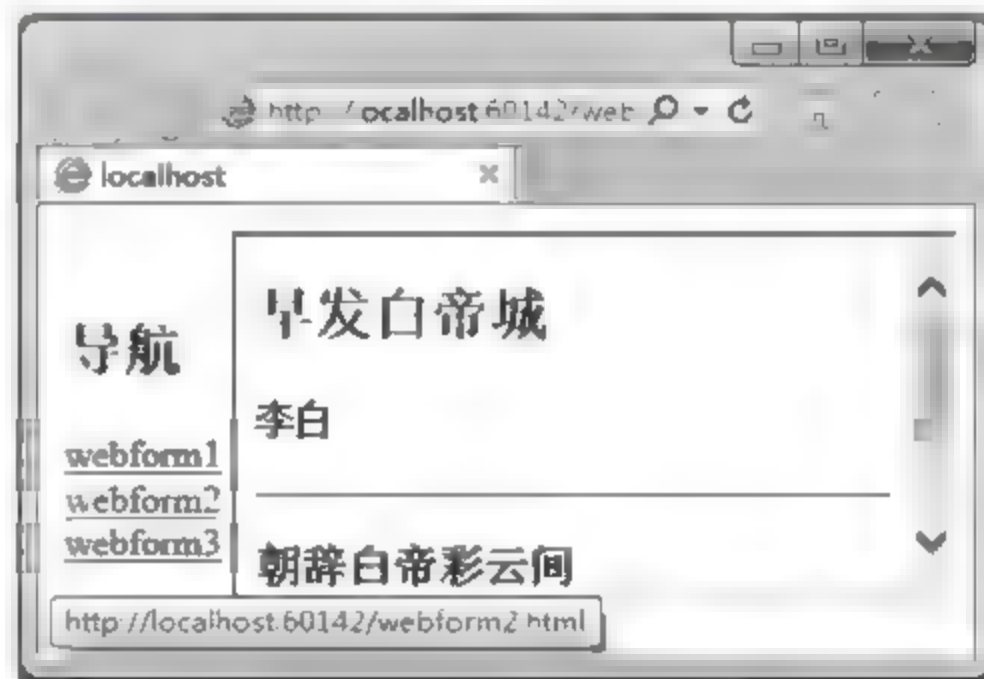 http://localhost:60142/web
localhost
导航
webform1
webform2
webform3
早发白帝城
李白
朝辞白帝彩云间
http://localhost:60142/webform2.html